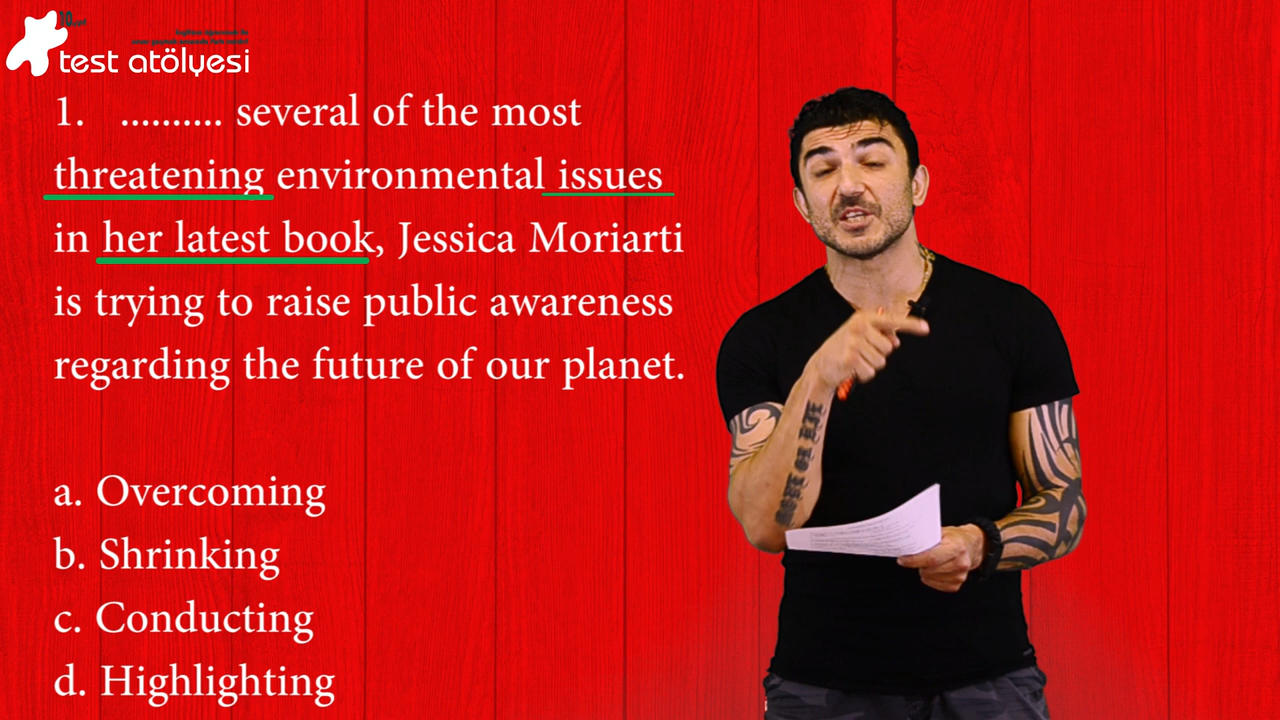 test atölyesi
1. .......... several of the most
threatening environmental issues
in her latest book, Jessica Moriarti
is trying to raise public awareness
regarding the future of our planet.
a. Overcoming
b. Shrinking
c. Conducting
d. Highlighting